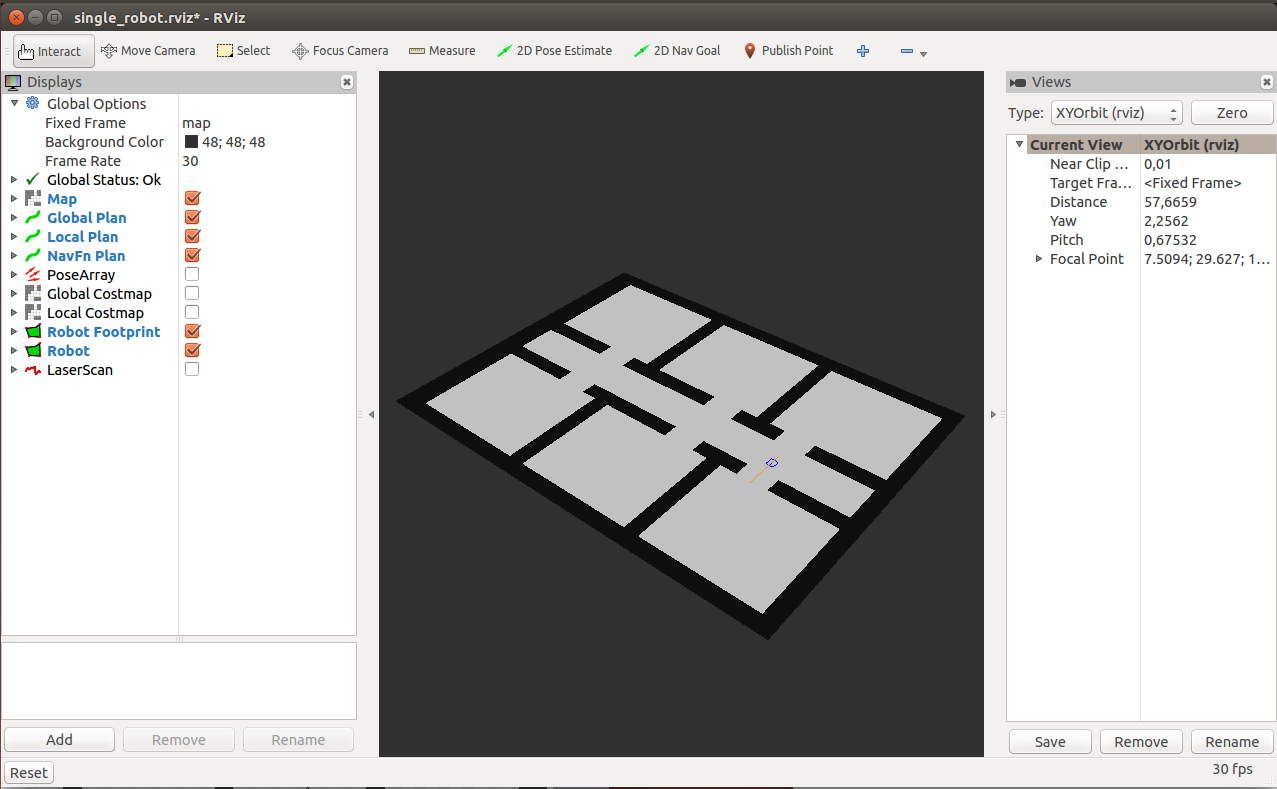 single_robot.rviz* - RViz
Interact Move Camera Select Focus Camera Measure 2D Pose Estimate 2D Nav Goal Publish Point
Displays
Global Options
Fixed Frame map
Background Color 48; 48; 48
Frame Rate 30
Global Status: Ok
Map
Global Plan
Local Plan
NavFn Plan
PoseArray
Global Costmap
Local Costmap
Robot Footprint
Robot
LaserScan
Add Remove Rename
Reset
Views
Type: XYOrbit (rviz) Zero
Current View XYOrbit (rviz)
Near Clip ... 0,01
Target Fra... <Fixed Frame>
Distance 57,6659
Yaw 2,2562
Pitch 0,67532
Focal Point 7.5094; 29.627; 1...
Save Remove Rename
30 fps